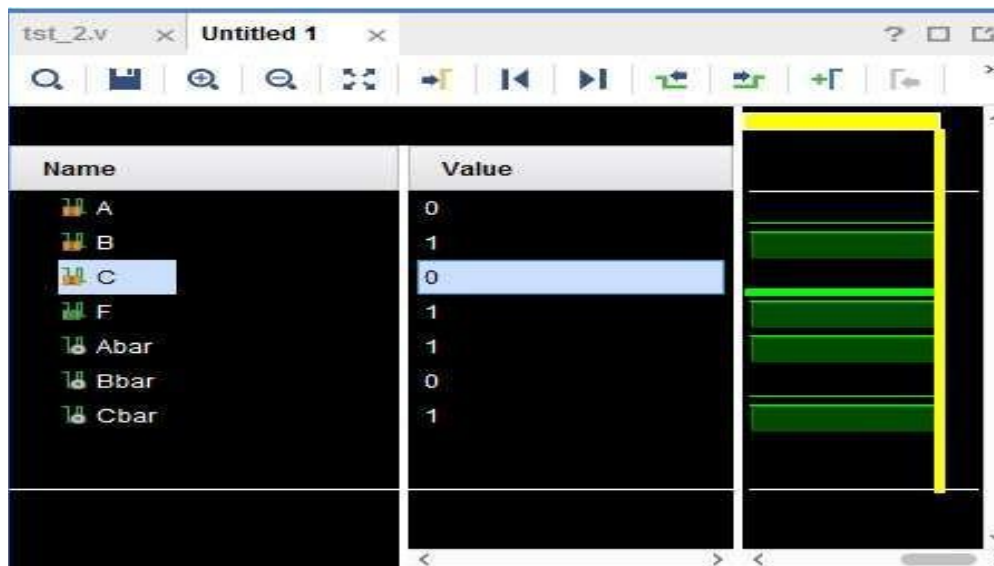 tst_2.v × Untitled 1 ×
Name Value
A 0
B 1
C 0
F 1
Abar 1
Bbar 0
Cbar 1